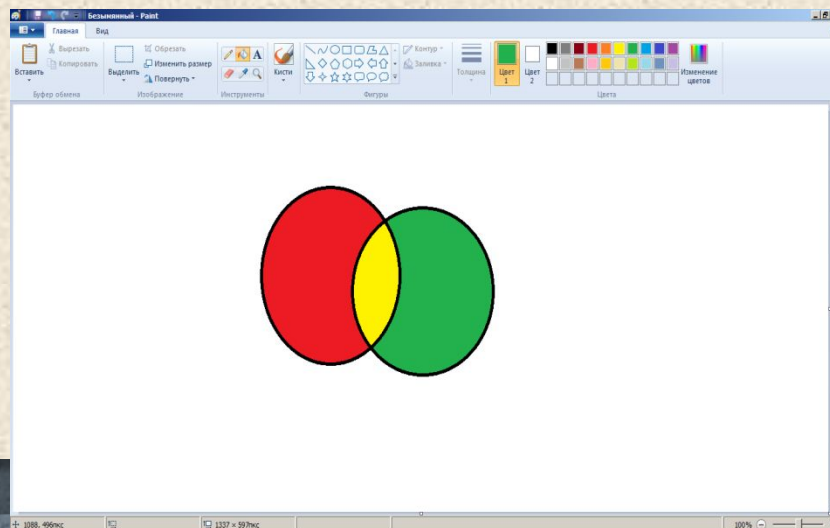 Безымянный - Paint
Главная Вид
Вставить
Вырезать
Копировать
Буфер обмена
Выделить
Обрезать
Изменить размер
Повернуть
Изображение
A
Инструменты
Кисти
Контур
Заливка
Фигуры
Толщина
Цвет 1
Цвет 2
Изменение цветов
Цвета
1088, 496пкс
1337 × 597пкс
100%